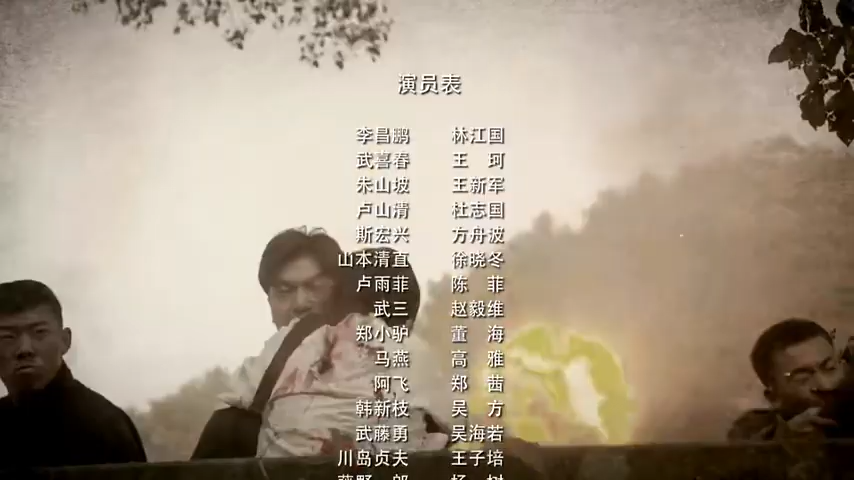 演员表
李昌鹏 林江国
武喜春 王 珂
朱山坡 王新军
卢山清 杜志国
斯宏兴 方舟波
山本清直 徐晓冬
卢雨菲 陈 菲
武三 赵毅维
郑小驴 董 海
马燕 高 雅
阿飞 郑 茜
韩新枝 吴 方
武藤勇 吴海若
川岛贞夫 王子培